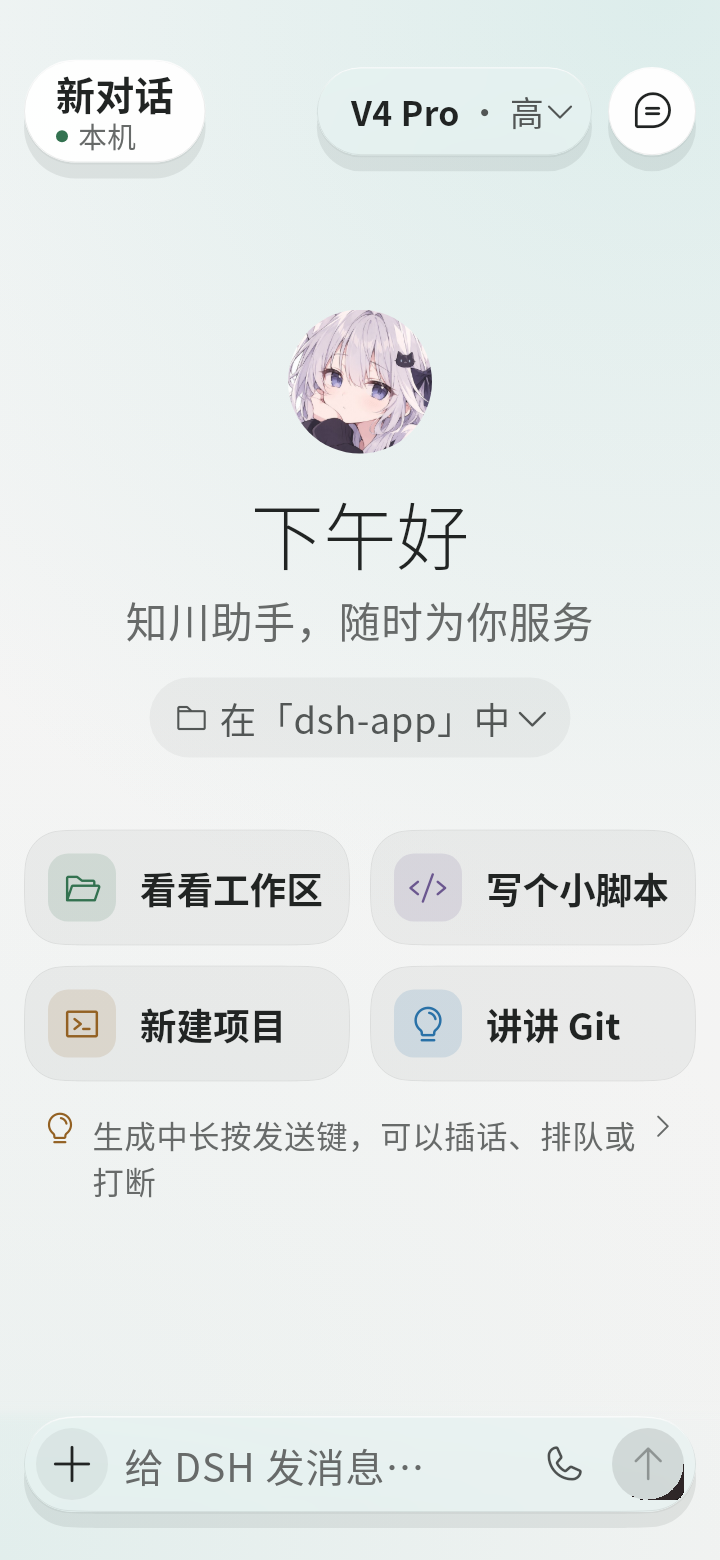 新对话
本机
V4 Pro · 高
下午好
知川助手，随时为你服务
在「dsh-app」中
看看工作区
写个小脚本
新建项目
讲讲 Git
生成中长按发送键，可以插话、排队或
打断
给 DSH 发消息…